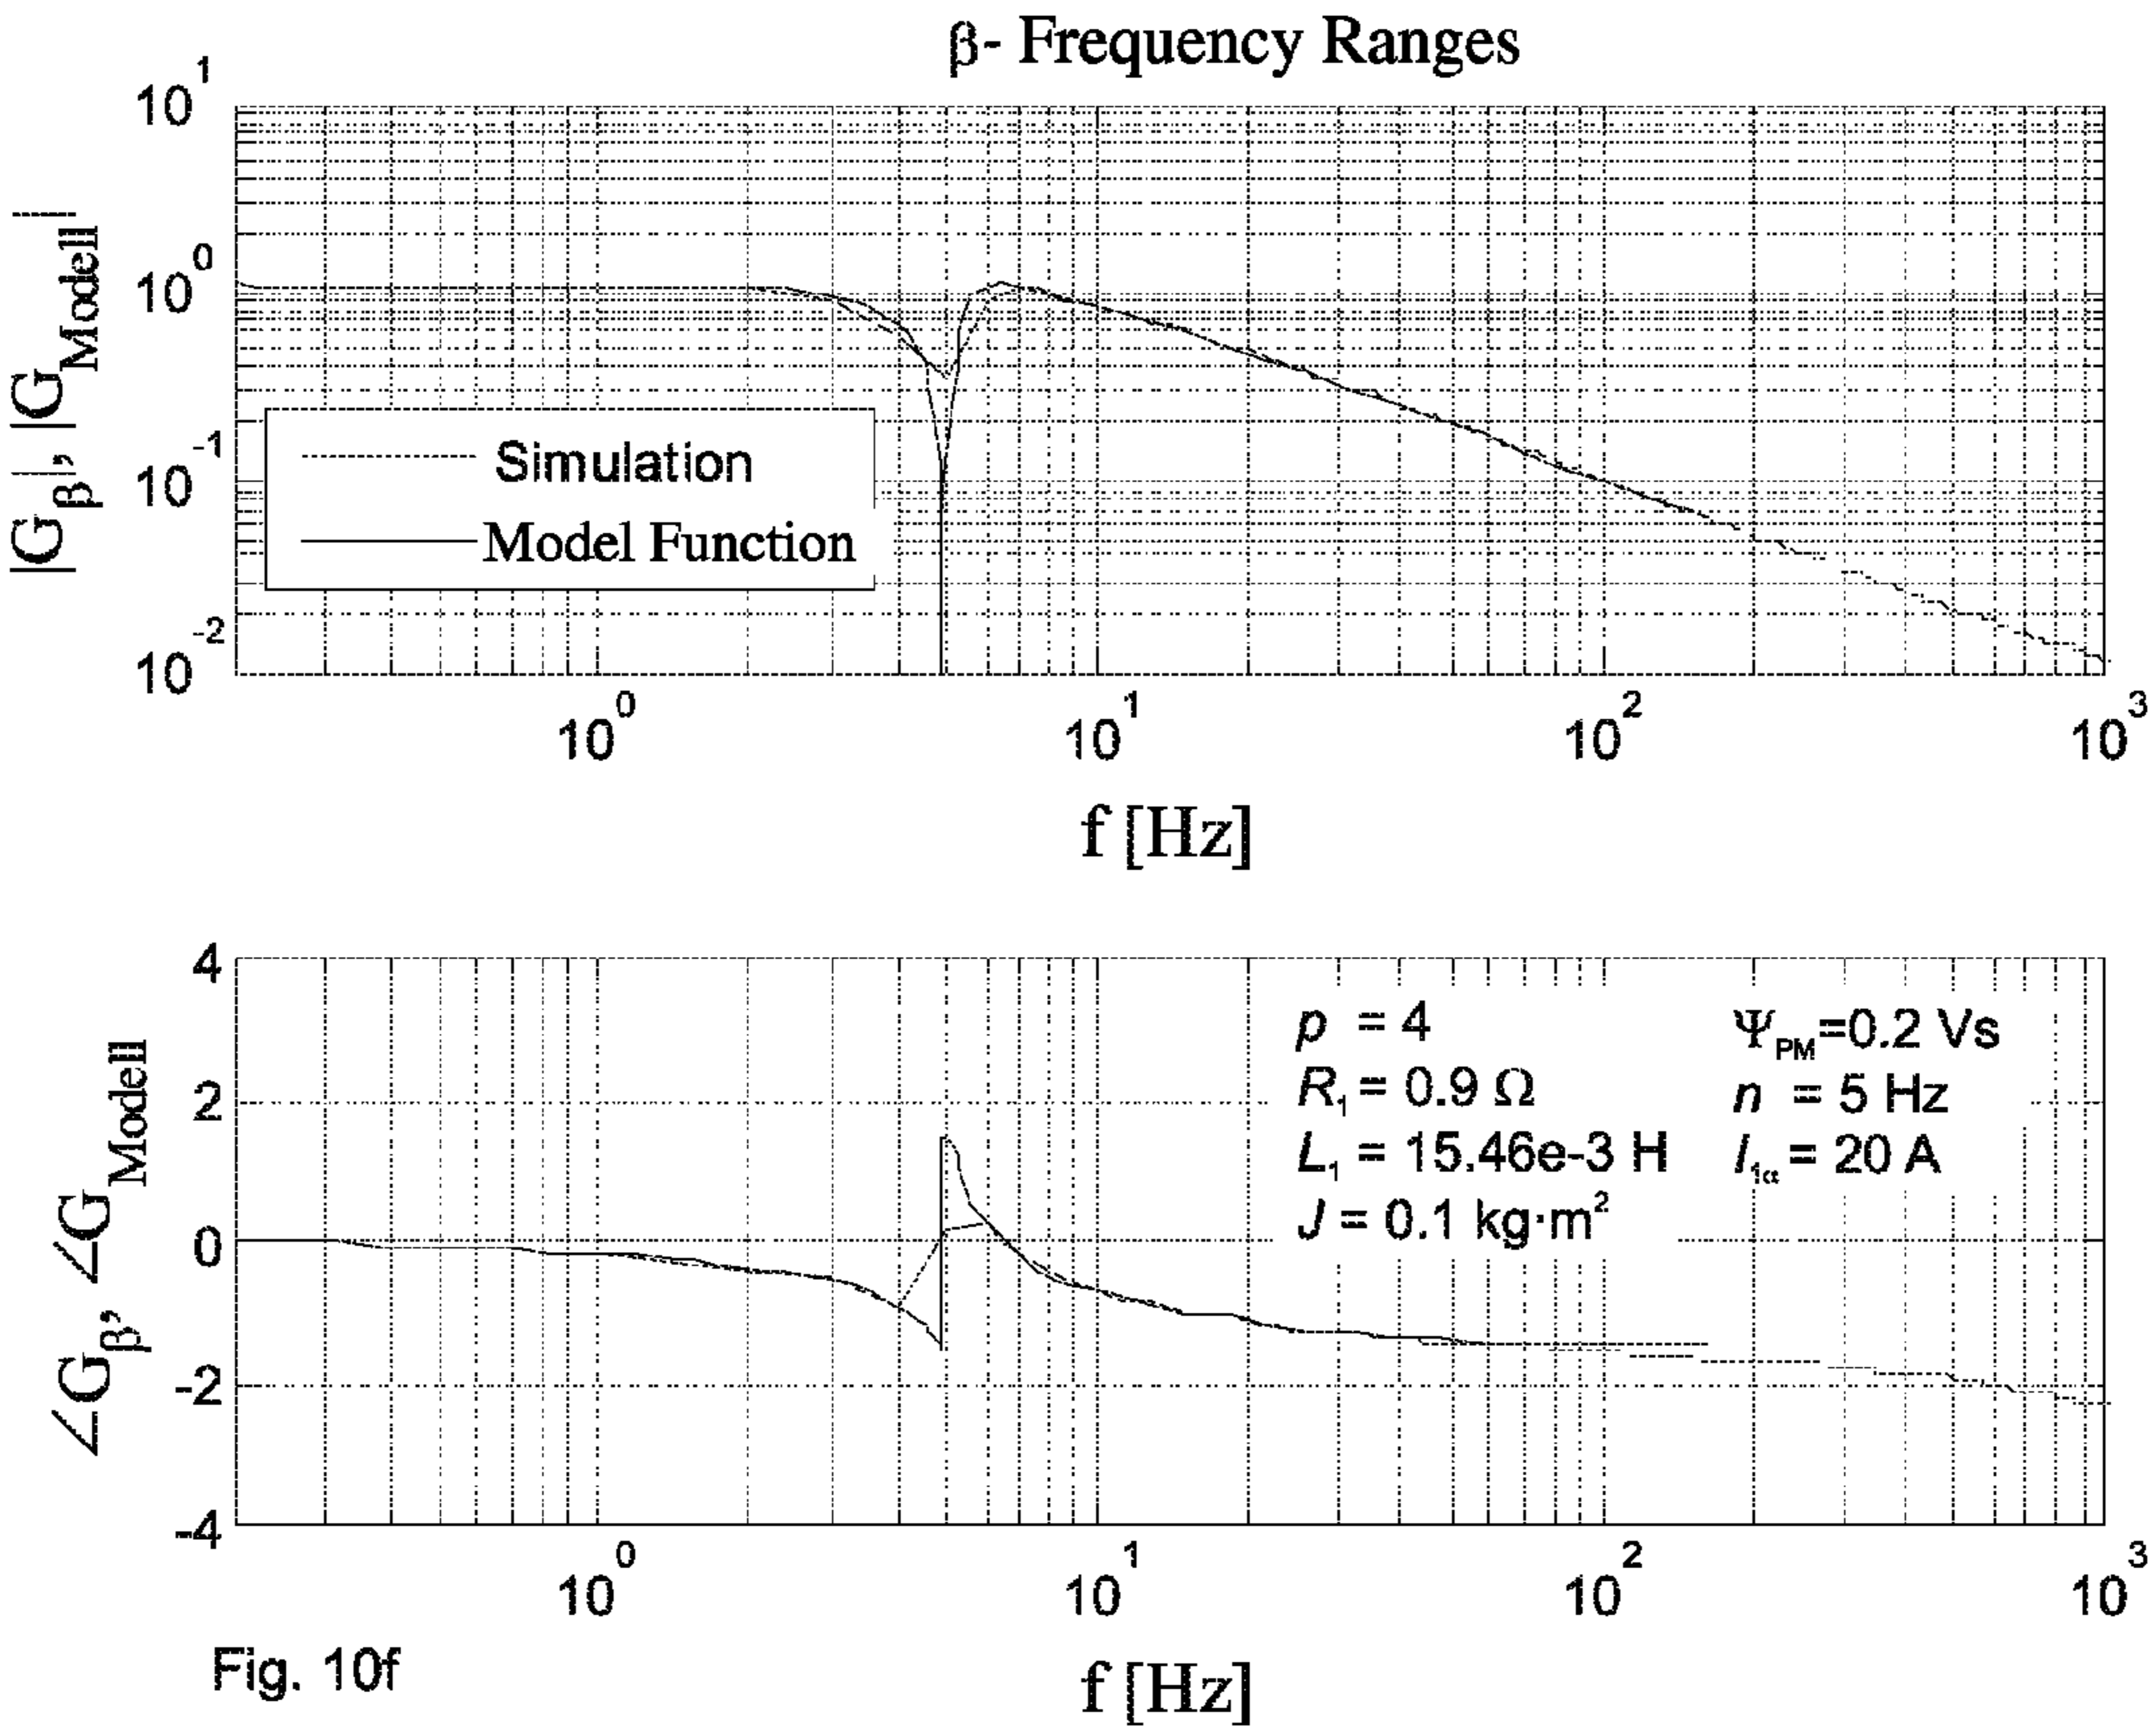 β- Frequency Ranges
|G_β|, |G_Modell|
10^1
10^0
10^-1
10^-2
Simulation
Model Function
10^0 10^1 10^2 10^3
f [Hz]
∠G_β, ∠G_Modell
4
2
0
-2
-4
p = 4
R_1 = 0.9 Ω
L_1 = 15.46e-3 H
J = 0.1 kg·m^2
Ψ_PM=0.2 Vs
n = 5 Hz
I_1α = 20 A
10^0 10^1 10^2 10^3
f [Hz]
Fig. 10f